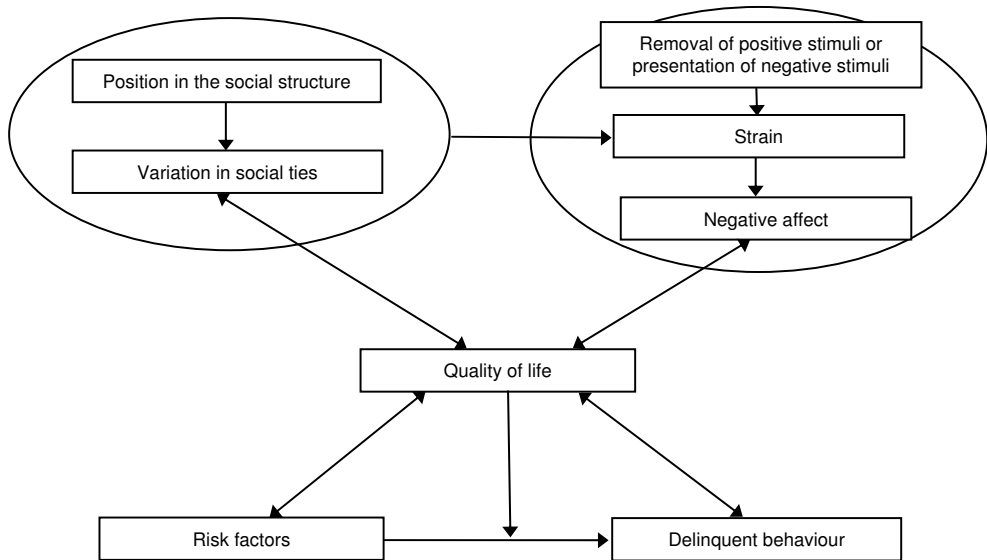 Removal of positive stimuli or
presentation of negative stimuli
Position in the social structure
Strain
Variation in social ties
Negative affect
Quality of life
Risk factors
Delinquent behaviour